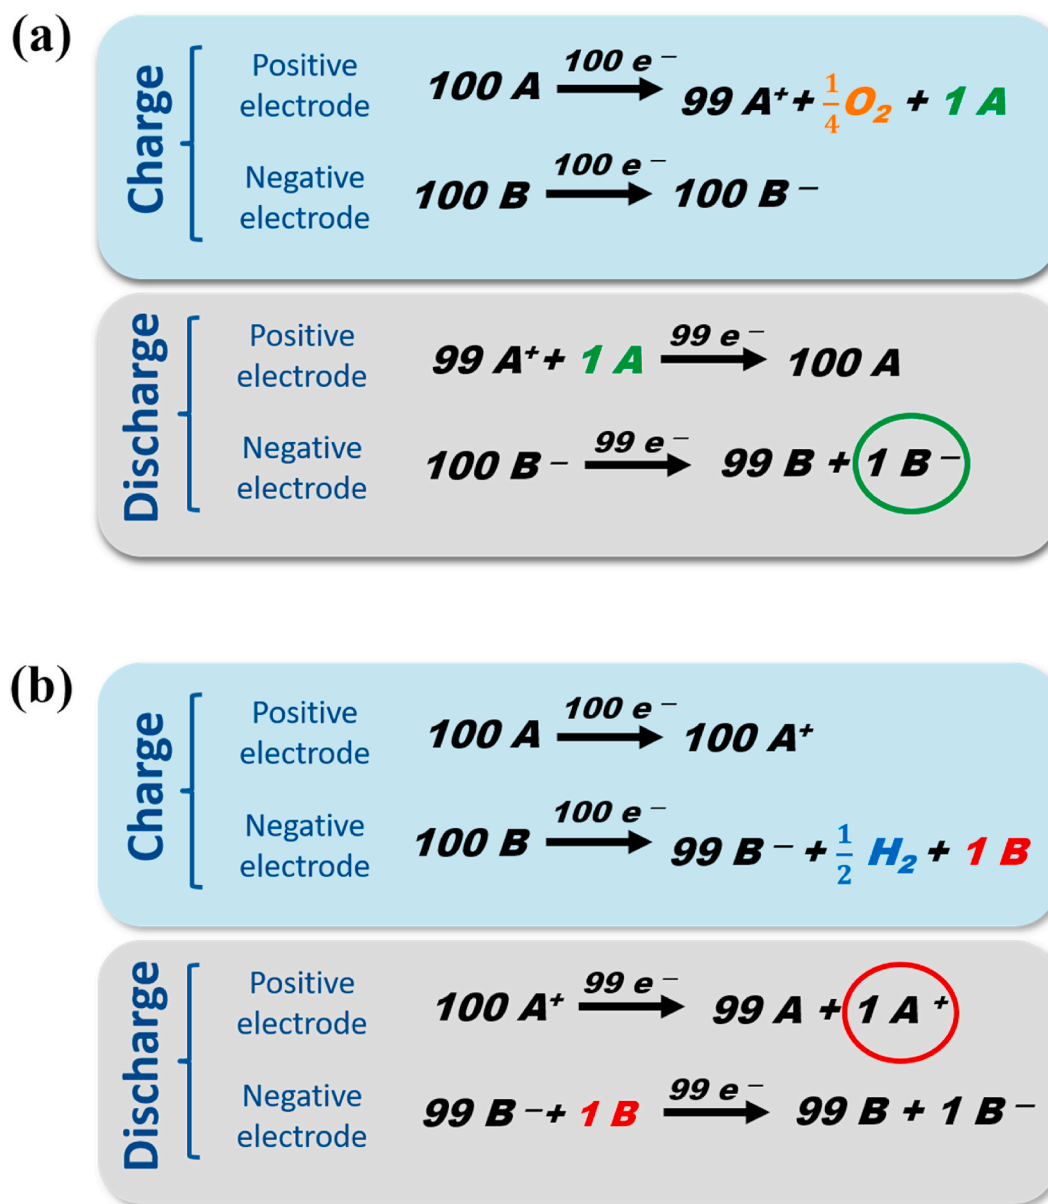 (a)
Charge
Positive
electrode
100 A 100 e⁻ 99 A⁺ + 1/4 O₂ + 1 A
Negative
electrode
100 B 100 e⁻ 100 B⁻
Discharge
Positive
electrode
99 A⁺ + 1 A 99 e⁻ 100 A
Negative
electrode
100 B⁻ 99 e⁻ 99 B + 1 B⁻
(b)
Charge
Positive
electrode
100 A 100 e⁻ 100 A⁺
Negative
electrode
100 B 100 e⁻ 99 B⁻ + 1/2 H₂ + 1 B
Discharge
Positive
electrode
100 A⁺ 99 e⁻ 99 A + 1 A⁺
Negative
electrode
99 B⁻ + 1 B 99 e⁻ 99 B + 1 B⁻